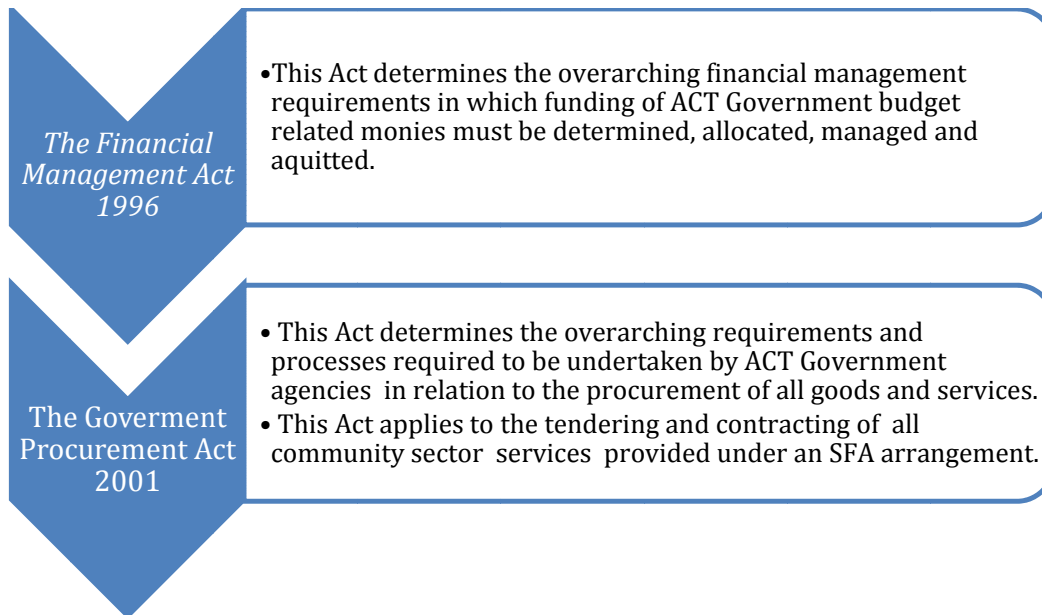 The Financial
Management Act
1996
•This Act determines the overarching financial management
requirements in which funding of ACT Government budget
related monies must be determined, allocated, managed and
aquitted.
The Goverment
Procurement Act
2001
• This Act determines the overarching requirements and
processes required to be undertaken by ACT Government
agencies in relation to the procurement of all goods and services.
• This Act applies to the tendering and contracting of all
community sector services provided under an SFA arrangement.